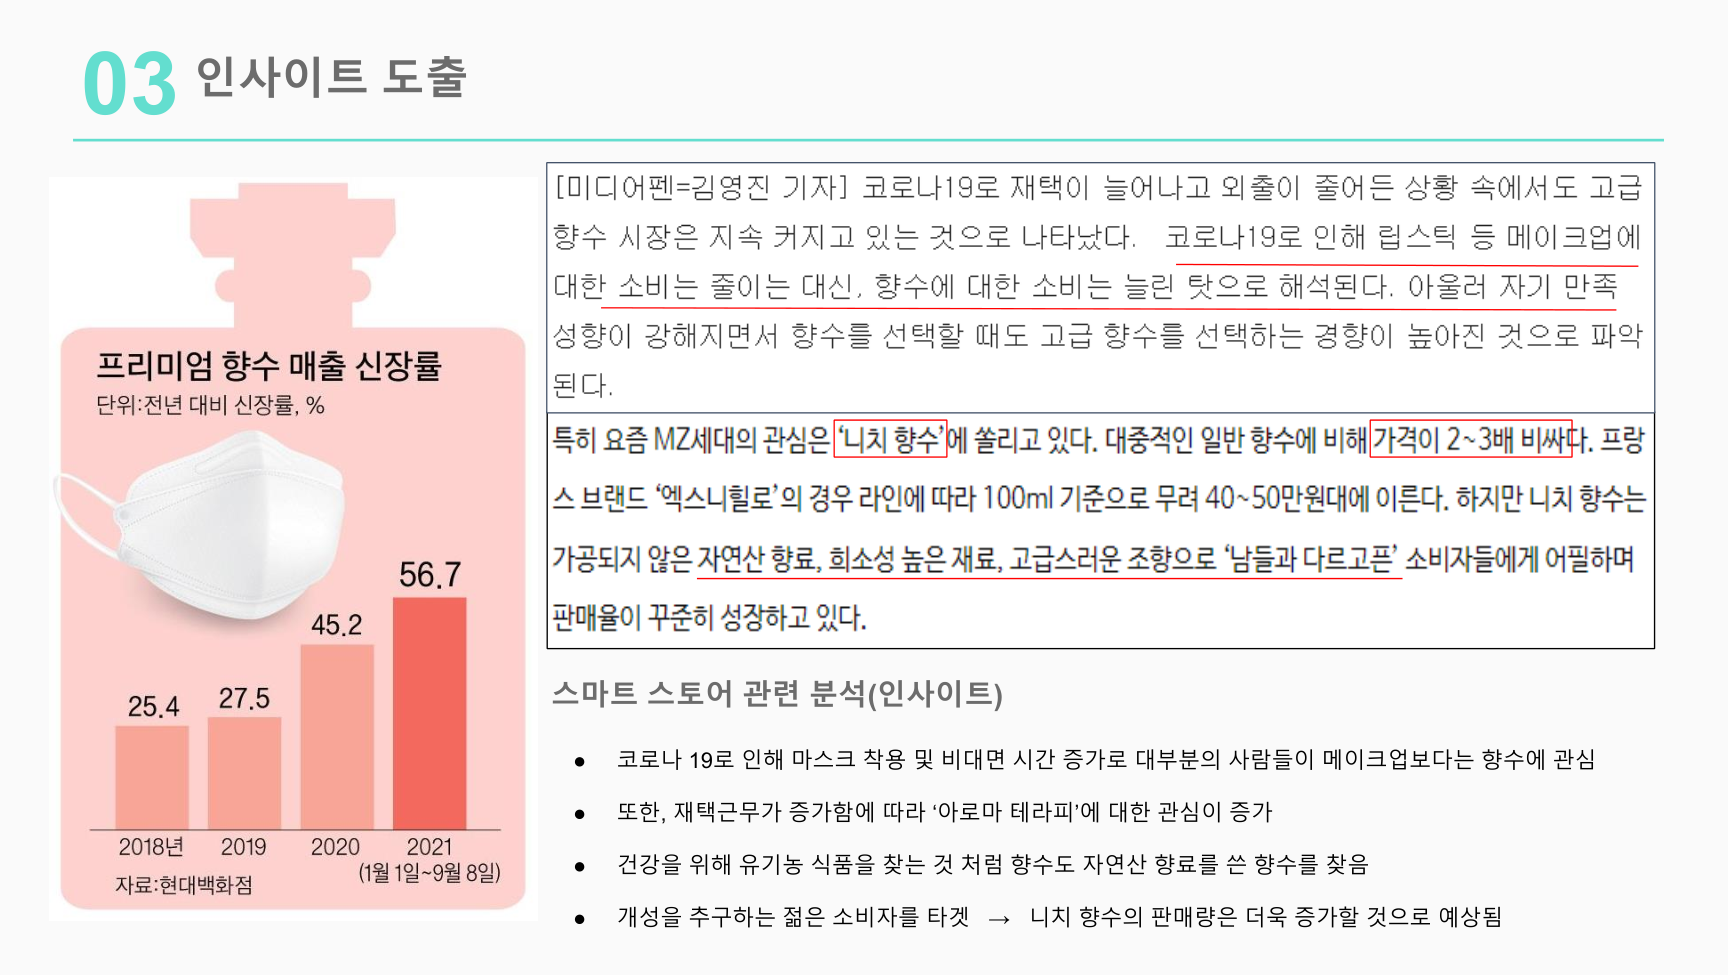 03 인사이트 도출
프리미엄 향수 매출 신장률
단위:전년 대비 신장률, %
25.4
27.5
45.2
56.7
2018년
2019
2020
2021
(1월 1일~9월 8일)
자료:현대백화점
[미디어펜=김영진 기자] 코로나19로 재택이 늘어나고 외출이 줄어든 상황 속에서도 고급
향수 시장은 지속 커지고 있는 것으로 나타났다. 코로나19로 인해 립스틱 등 메이크업에
대한 소비는 줄이는 대신, 향수에 대한 소비는 늘린 탓으로 해석된다. 아울러 자기 만족
성향이 강해지면서 향수를 선택할 때도 고급 향수를 선택하는 경향이 높아진 것으로 파악
된다.
특히 요즘 MZ세대의 관심은 ‘니치 향수’에 쏠리고 있다. 대중적인 일반 향수에 비해 가격이 2~3배 비싸다. 프랑
스 브랜드 ‘엑스니힐로’의 경우 라인에 따라 100ml 기준으로 무려 40~50만원대에 이른다. 하지만 니치 향수는
가공되지 않은 자연산 향료, 희소성 높은 재료, 고급스러운 조향으로 ‘남들과 다르고픈’ 소비자들에게 어필하며
판매율이 꾸준히 성장하고 있다.
스마트 스토어 관련 분석(인사이트)
● 코로나 19로 인해 마스크 착용 및 비대면 시간 증가로 대부분의 사람들이 메이크업보다는 향수에 관심
● 또한, 재택근무가 증가함에 따라 ‘아로마 테라피’에 대한 관심이 증가
● 건강을 위해 유기농 식품을 찾는 것 처럼 향수도 자연산 향료를 쓴 향수를 찾음
● 개성을 추구하는 젊은 소비자를 타겟 → 니치 향수의 판매량은 더욱 증가할 것으로 예상됨